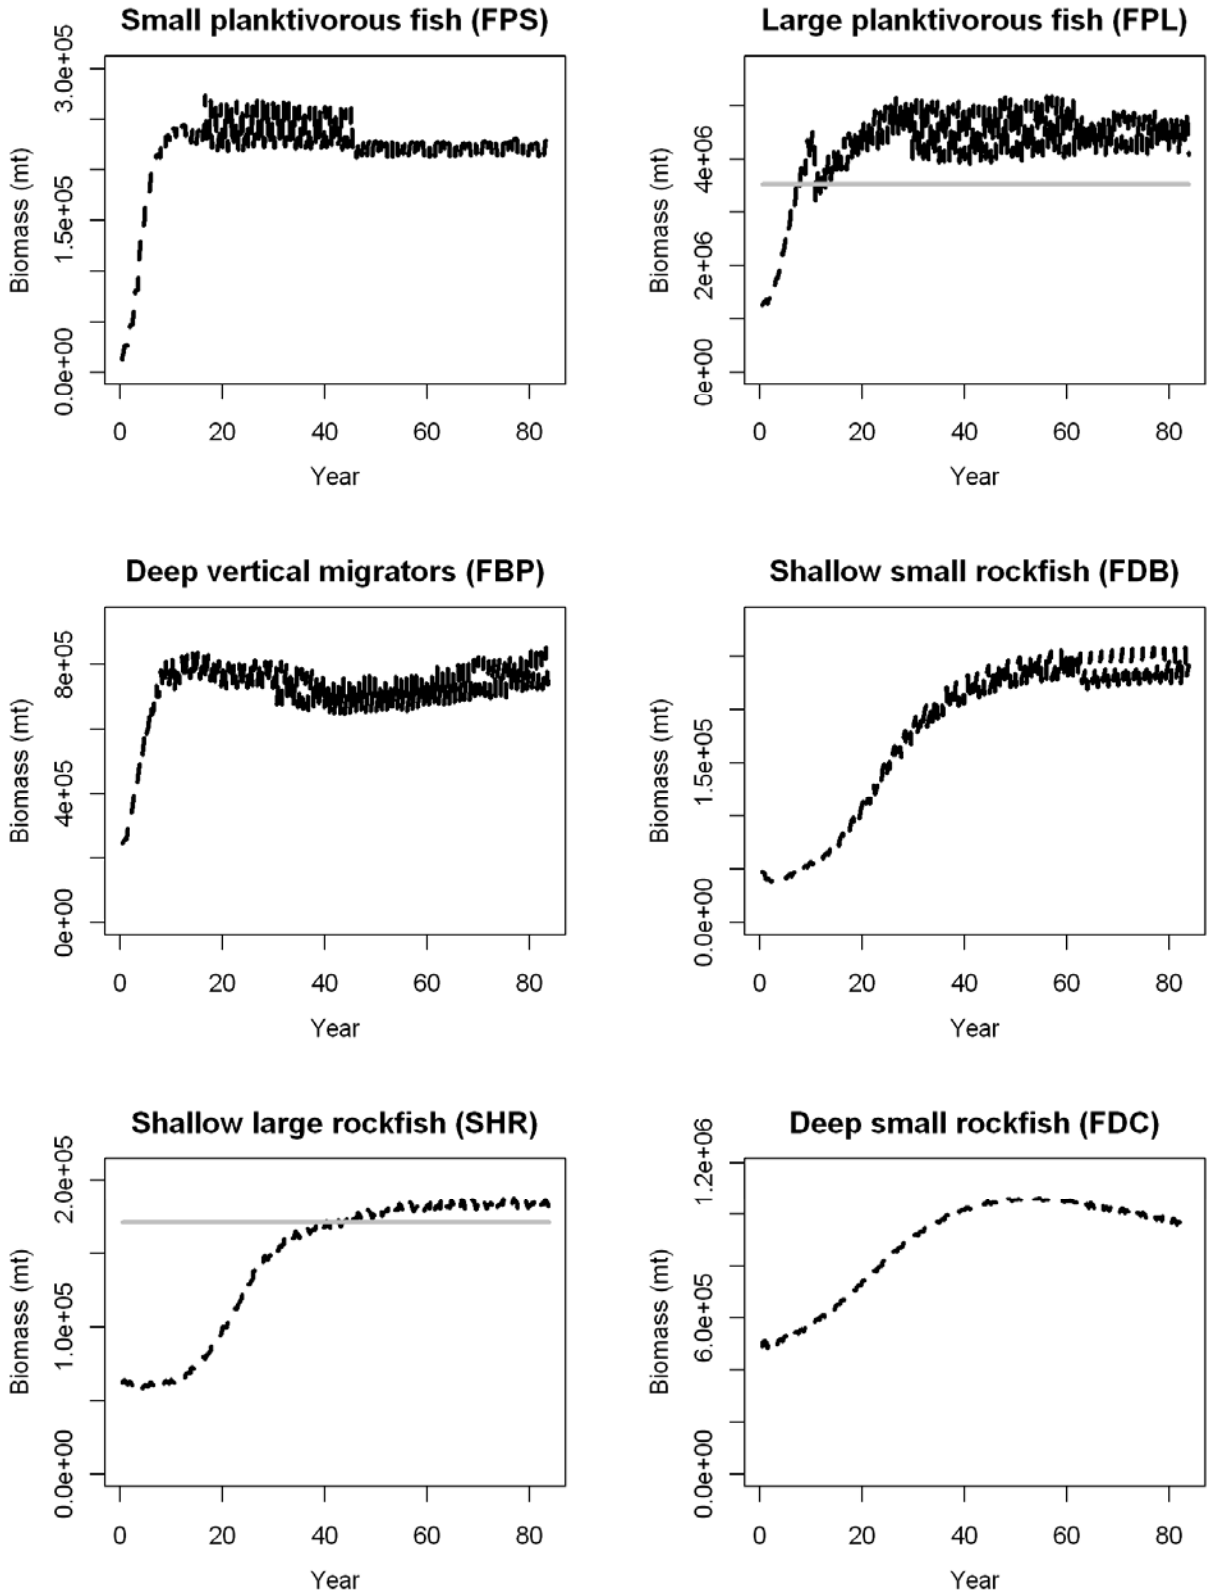 Small planktivorous fish (FPS)
Biomass (mt)
3.0e+05
1.5e+05
0.0e+00
0 20 40 60 80
Year
Large planktivorous fish (FPL)
Biomass (mt)
4e+06
2e+06
0e+00
0 20 40 60 80
Year
Deep vertical migrators (FBP)
Biomass (mt)
8e+05
4e+05
0e+00
0 20 40 60 80
Year
Shallow small rockfish (FDB)
Biomass (mt)
1.5e+05
0.0e+00
0 20 40 60 80
Year
Shallow large rockfish (SHR)
Biomass (mt)
2.0e+05
1.0e+05
0.0e+00
0 20 40 60 80
Year
Deep small rockfish (FDC)
Biomass (mt)
1.2e+06
6.0e+05
0.0e+00
0 20 40 60 80
Year